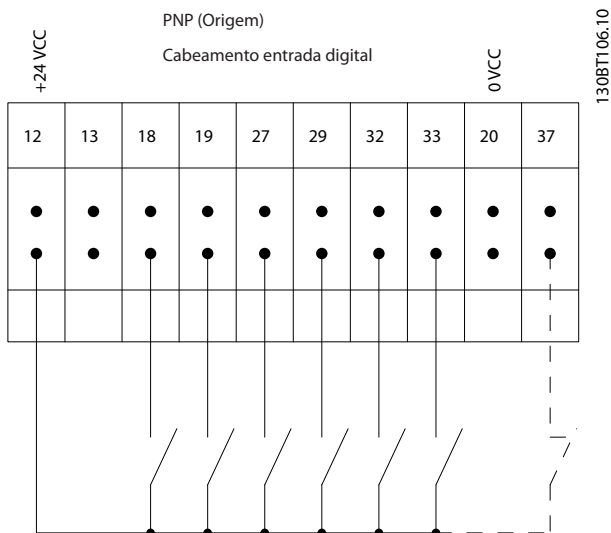 PNP (Origem)
Cabeamento entrada digital
+24 VCC
0 VCC
130BT106.10
12 13 18 19 27 29 32 33 20 37